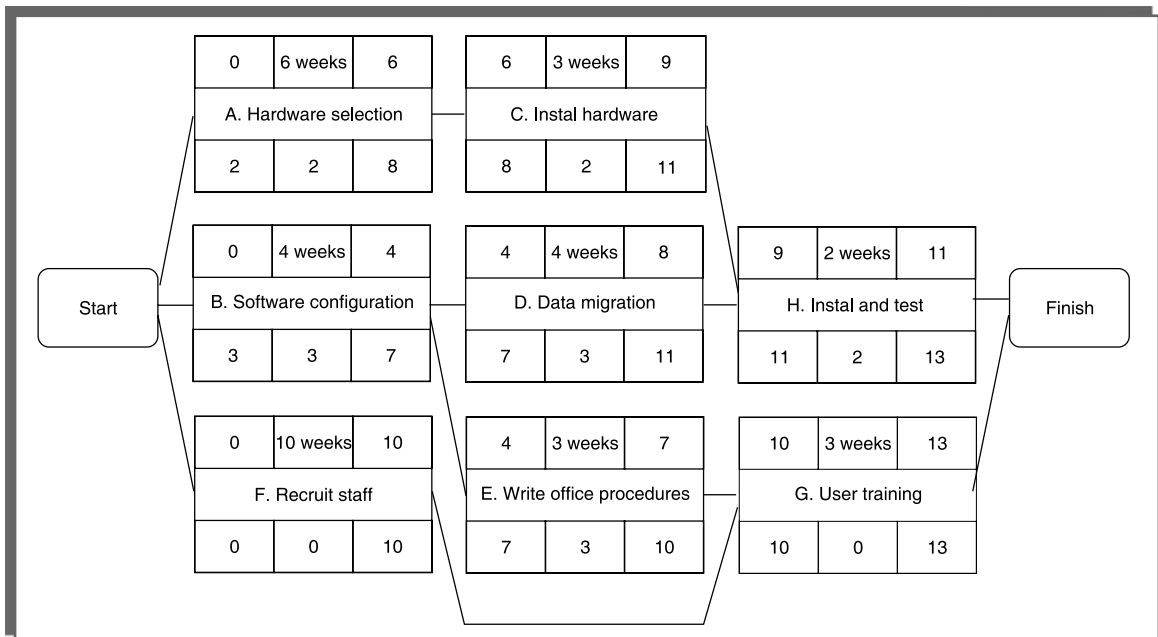 0 6 weeks 6
A. Hardware selection
2 2 8
6 3 weeks 9
C. Instal hardware
8 2 11
Start
0 4 weeks 4
B. Software configuration
3 3 7
4 4 weeks 8
D. Data migration
7 3 11
9 2 weeks 11
H. Instal and test
11 2 13
Finish
0 10 weeks 10
F. Recruit staff
0 0 10
4 3 weeks 7
E. Write office procedures
7 3 10
10 3 weeks 13
G. User training
10 0 13